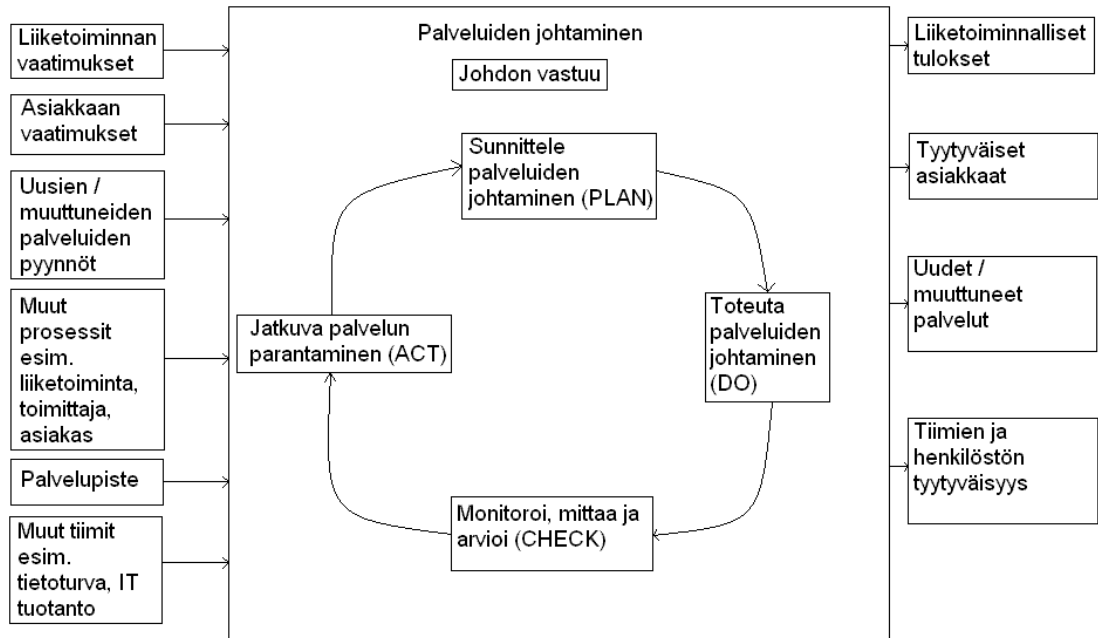 Liiketoiminnan
vaatimukset
Asiakkaan
vaatimukset
Uusien /
muuttuneiden
palveluiden
pyynnöt
Muut
prosessit
esim.
liiketoiminta,
toimittaja,
asiakas
Palvelupiste
Muut tiimit
esim.
tietoturva, IT
tuotanto
Palveluiden johtaminen
Johdon vastuu
Sunnittele
palveluiden
johtaminen (PLAN)
Toteuta
palveluiden
johtaminen
(DO)
Monitoroi, mittaa ja
arvioi (CHECK)
Jatkuva palvelun
parantaminen (ACT)
Liiketoiminnalliset
tulokset
Tyytyväiset
asiakkaat
Uudet /
muuttuneet
palvelut
Tiimien ja
henkilöstön
tyytyväisyys